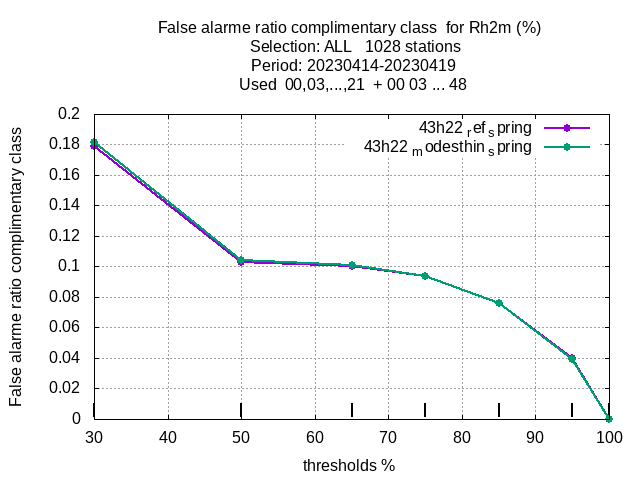 False alarme ratio complimentary class  for Rh2m (%)
Selection: ALL   1028 stations
Period: 20230414-20230419
Used  00,03,...,21  + 00 03 ... 48
43h22 ref spring
43h22 modesthin spring
False alarme ratio complimentary class
0.2
0.18
0.16
0.14
0.12
0.1
0.08
0.06
0.04
0.02
0
30 40 50 60 70 80 90 100
thresholds %